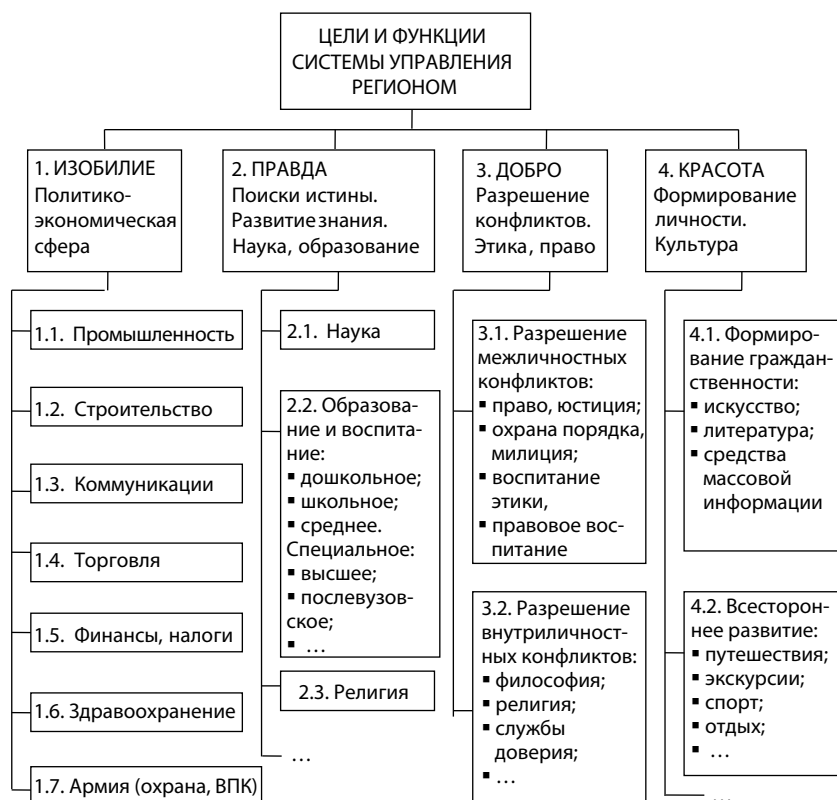 ЦЕЛИ И ФУНКЦИИ
СИСТЕМЫ УПРАВЛЕНИЯ
РЕГИОНОМ
1. ИЗОБИЛИЕ
Политико-
экономическая
сфера
2. ПРАВДА
Поиски истины.
Развитие знания.
Наука, образование
3. ДОБРО
Разрешение
конфликтов.
Этика, право
4. КРАСОТА
Формирование
личности.
Культура
1.1. Промышленность
1.2. Строительство
1.3. Коммуникации
1.4. Торговля
1.5. Финансы, налоги
1.6. Здравоохранение
1.7. Армия (охрана, ВПК)
2.1. Наука
2.2. Образова-
ние и воспита-
ние:
▪ дошкольное;
▪ школьное;
▪ среднее.
Специальное:
▪ высшее;
▪ послевузов-
ское;
▪ ...
2.3. Религия
...
3.1. Разрешение
межличностных
конфликтов:
▪ право, юстиция;
▪ охрана порядка,
милиция;
▪ воспитание
этики,
▪ правовое вос-
питание
3.2. Разрешение
внутриличност-
ных конфликтов:
▪ философия;
▪ религия;
▪ службы
доверия;
▪ ...
4.1. Формиро-
вание граждан-
ственности:
▪ искусство;
▪ литература;
▪ средства
массовой
информации
4.2. Всесторон-
нее развитие:
▪ путешествия;
▪ экскурсии;
▪ спорт;
▪ отдых;
▪ ...
...